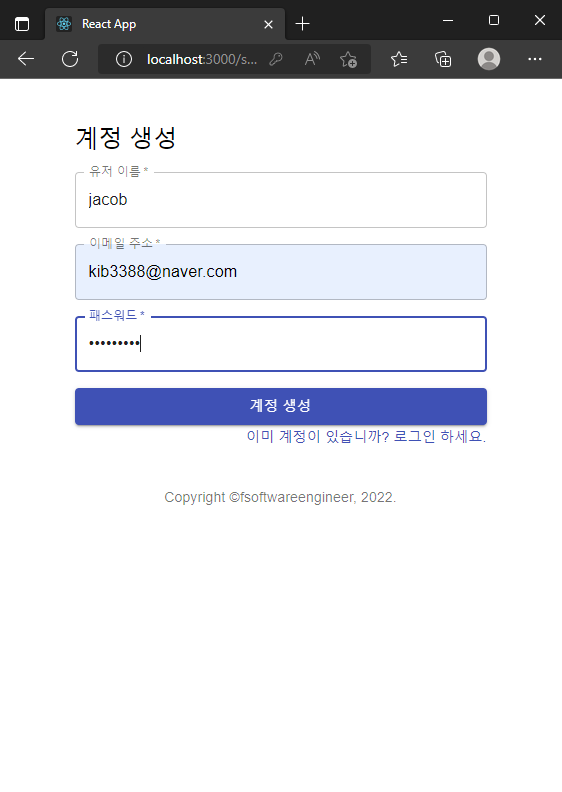 React App
localhost:3000/s...
계정 생성
유저 이름 *
jacob
이메일 주소 *
kib3388@naver.com
패스워드 *
•••••••••
계정 생성
이미 계정이 있습니까? 로그인 하세요.
Copyright ©fsoftwareengineer, 2022.